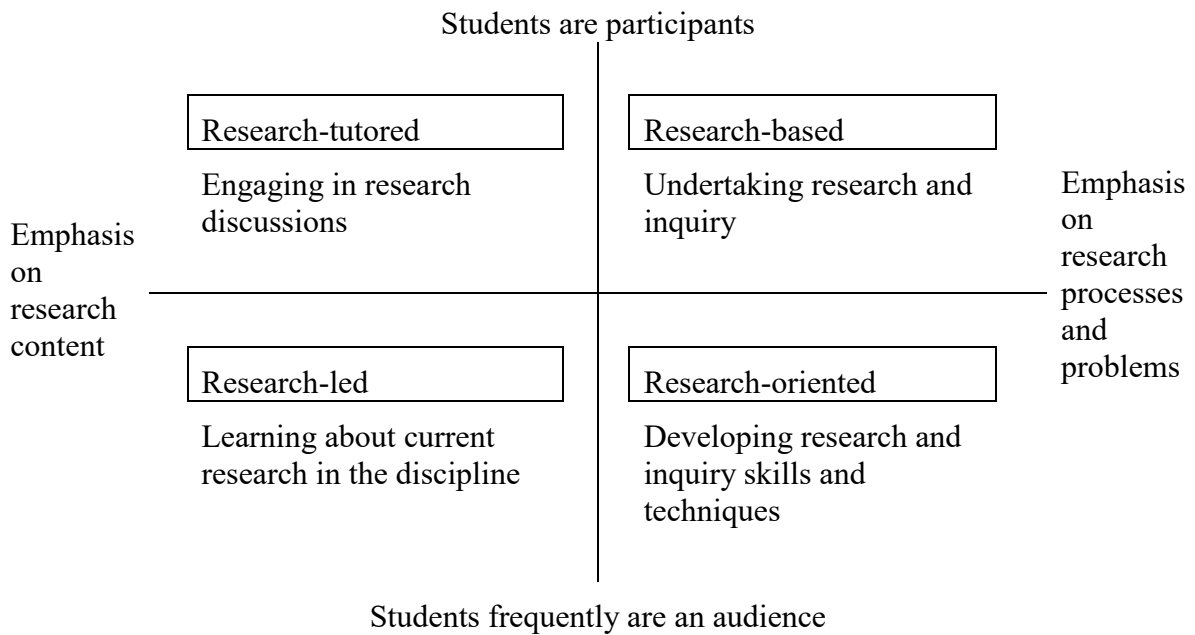 Students are participants
Research-tutored
Engaging in research
discussions
Research-based
Undertaking research and
inquiry
Emphasis
on
research
content
Emphasis
on
research
processes
and
problems
Research-led
Learning about current
research in the discipline
Research-oriented
Developing research and
inquiry skills and
techniques
Students frequently are an audience